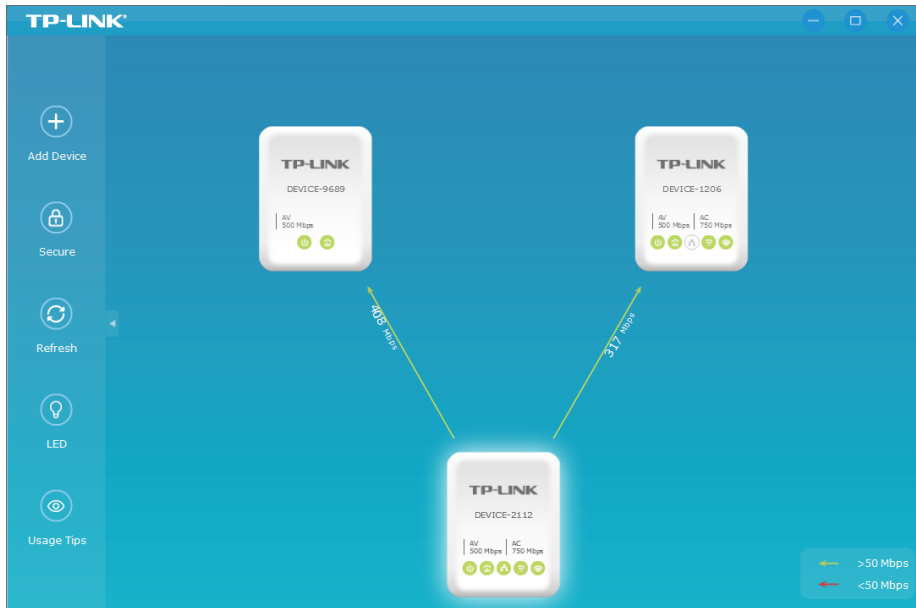 TP-LINK
Add Device
Secure
Refresh
LED
Usage Tips
TP-LINK
DEVICE-9689
AV
500 Mbps
TP-LINK
DEVICE-1206
AV AC
500 Mbps 750 Mbps
408 Mbps
317 Mbps
TP-LINK
DEVICE-2112
AV AC
500 Mbps 750 Mbps
>50 Mbps
<50 Mbps